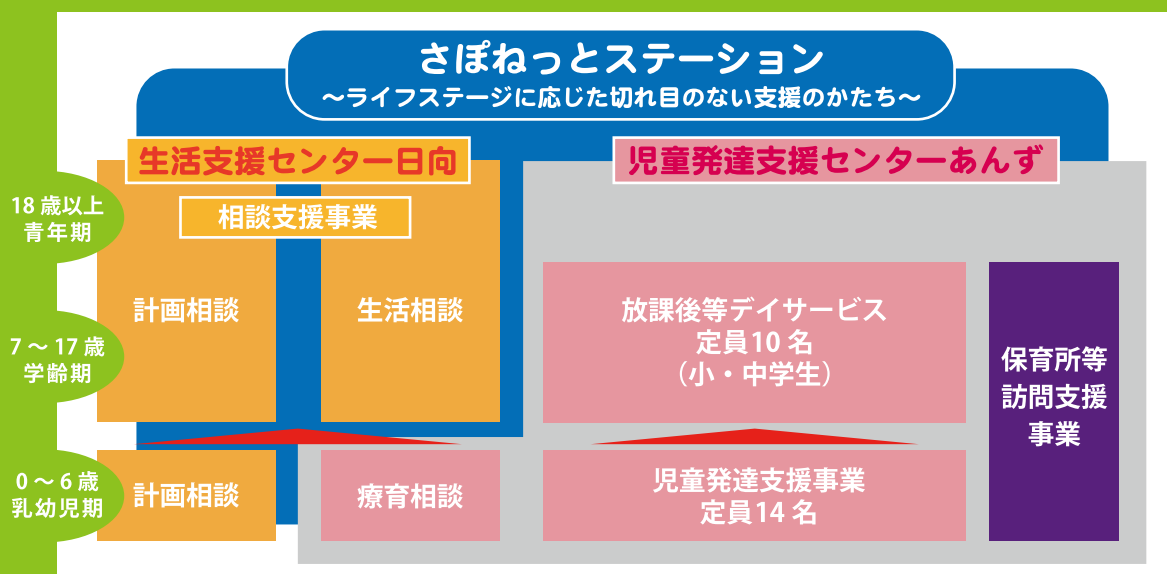 さぽねっとステーション
～ライフステージに応じた切れ目のない支援のかたち～
生活支援センター日向
児童発達支援センターあんず
18歳以上
青年期
相談支援事業
計画相談
生活相談
放課後等デイサービス
定員10名
（小・中学生）
7～17歳
学齢期
保育所等
訪問支援
事業
0～6歳
乳幼児期
計画相談
療育相談
児童発達支援事業
定員14名